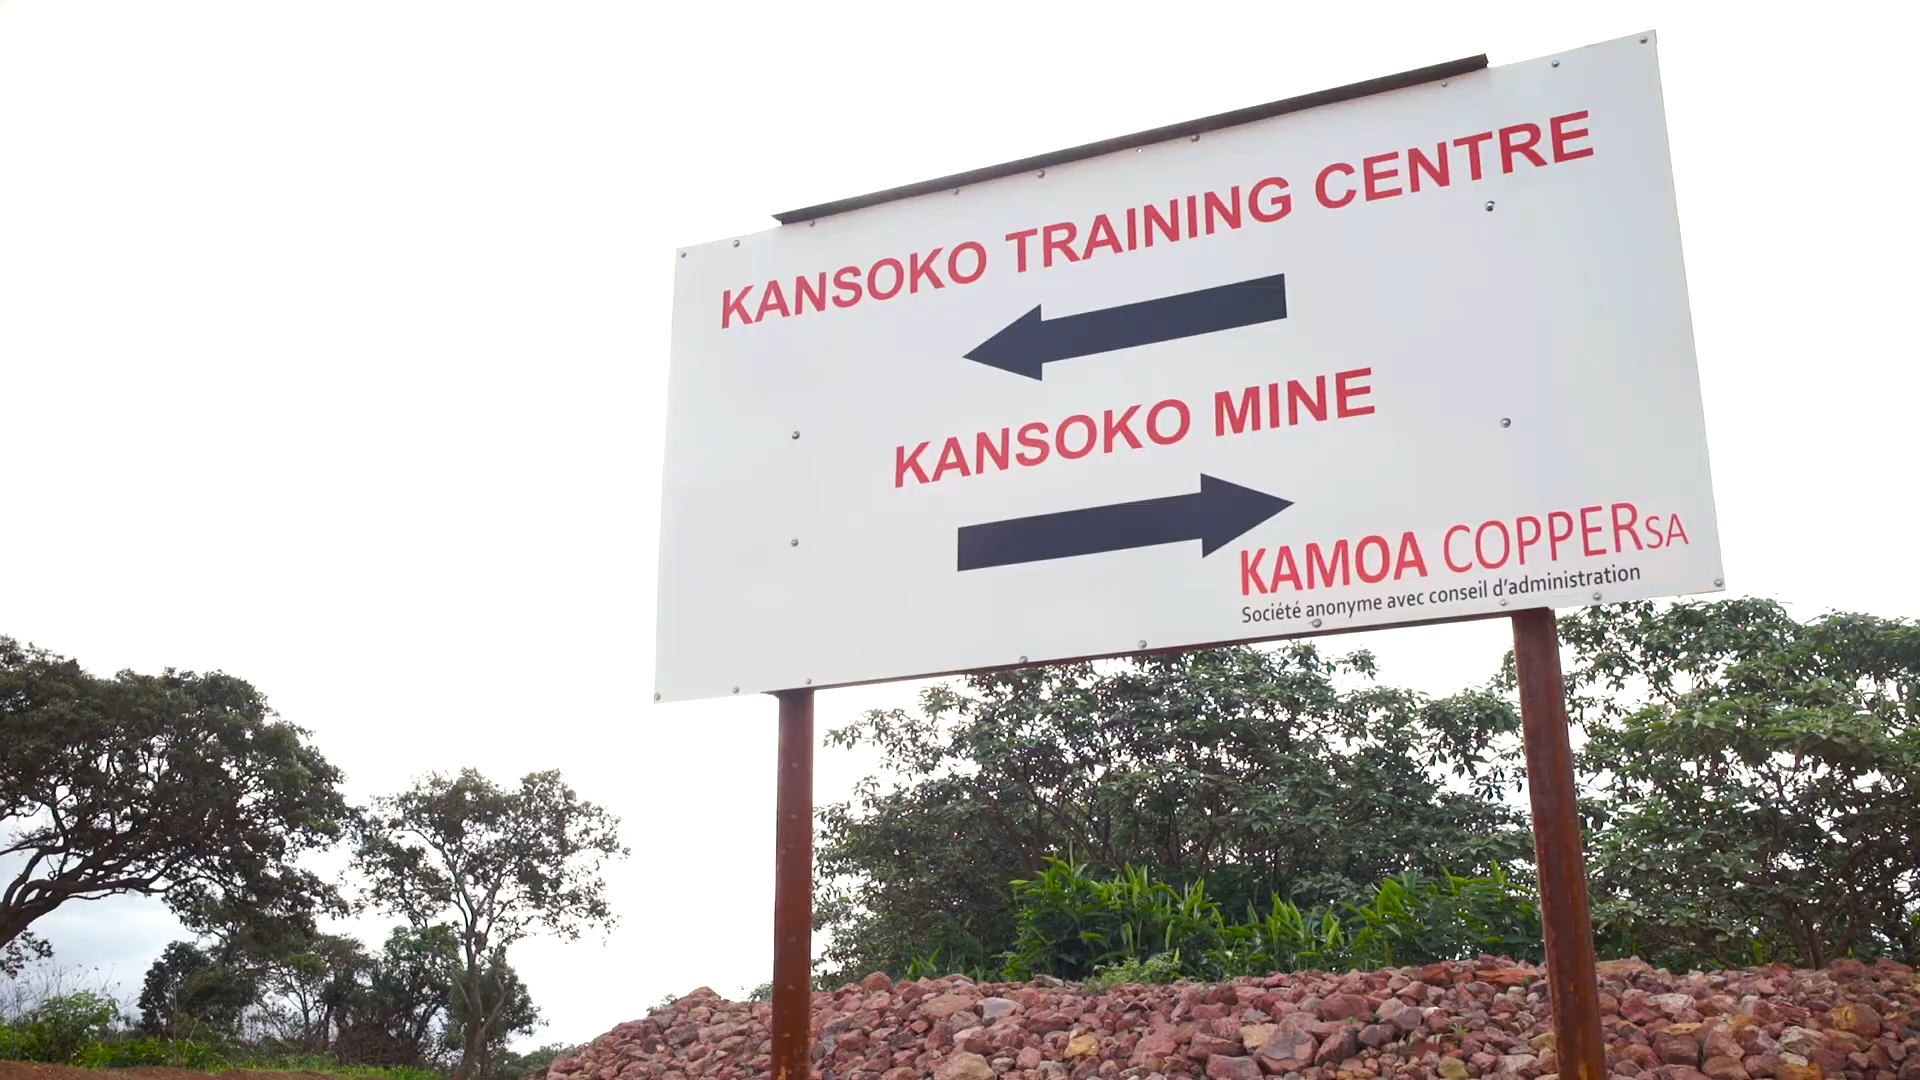 KANSOKO TRAINING CENTRE
KANSOKO MINE
KAMOA COPPERSA
Société anonyme avec conseil d'administration